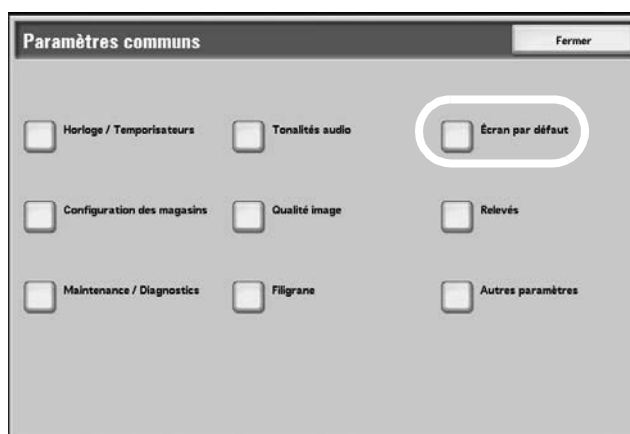 Paramètres communs
Fermer
Horloge / Temporisateurs
Tonalités audio
Écran par défaut
Configuration des magasins
Qualité image
Relevés
Maintenance / Diagnostics
Filigrane
Autres paramètres